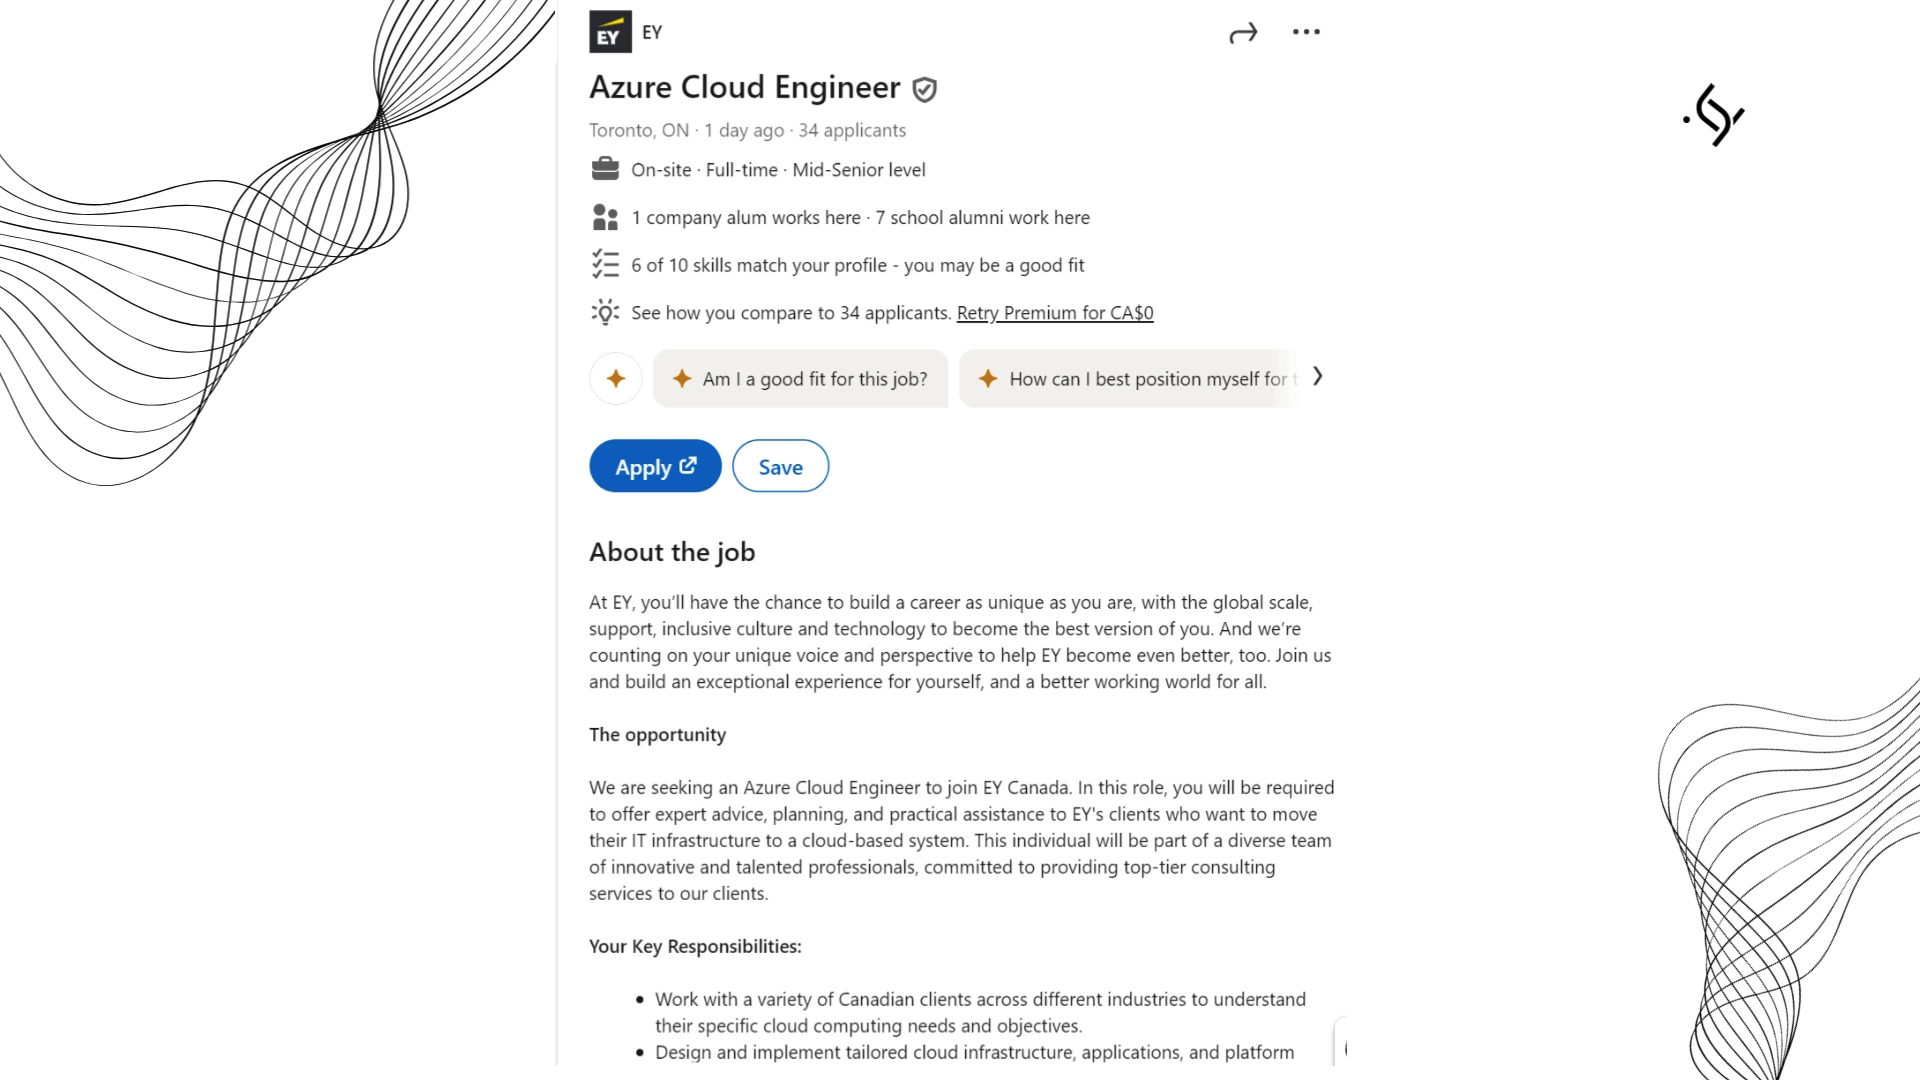 EY EY
Azure Cloud Engineer
Toronto, ON · 1 day ago · 34 applicants
On-site · Full-time · Mid-Senior level
1 company alum works here · 7 school alumni work here
6 of 10 skills match your profile - you may be a good fit
See how you compare to 34 applicants. Retry Premium for CA$0
Am I a good fit for this job? How can I best position myself for t
Apply Save
About the job
At EY, you’ll have the chance to build a career as unique as you are, with the global scale,
support, inclusive culture and technology to become the best version of you. And we’re
counting on your unique voice and perspective to help EY become even better, too. Join us
and build an exceptional experience for yourself, and a better working world for all.
The opportunity
We are seeking an Azure Cloud Engineer to join EY Canada. In this role, you will be required
to offer expert advice, planning, and practical assistance to EY's clients who want to move
their IT infrastructure to a cloud-based system. This individual will be part of a diverse team
of innovative and talented professionals, committed to providing top-tier consulting
services to our clients.
Your Key Responsibilities:
• Work with a variety of Canadian clients across different industries to understand
their specific cloud computing needs and objectives.
• Design and implement tailored cloud infrastructure, applications, and platform